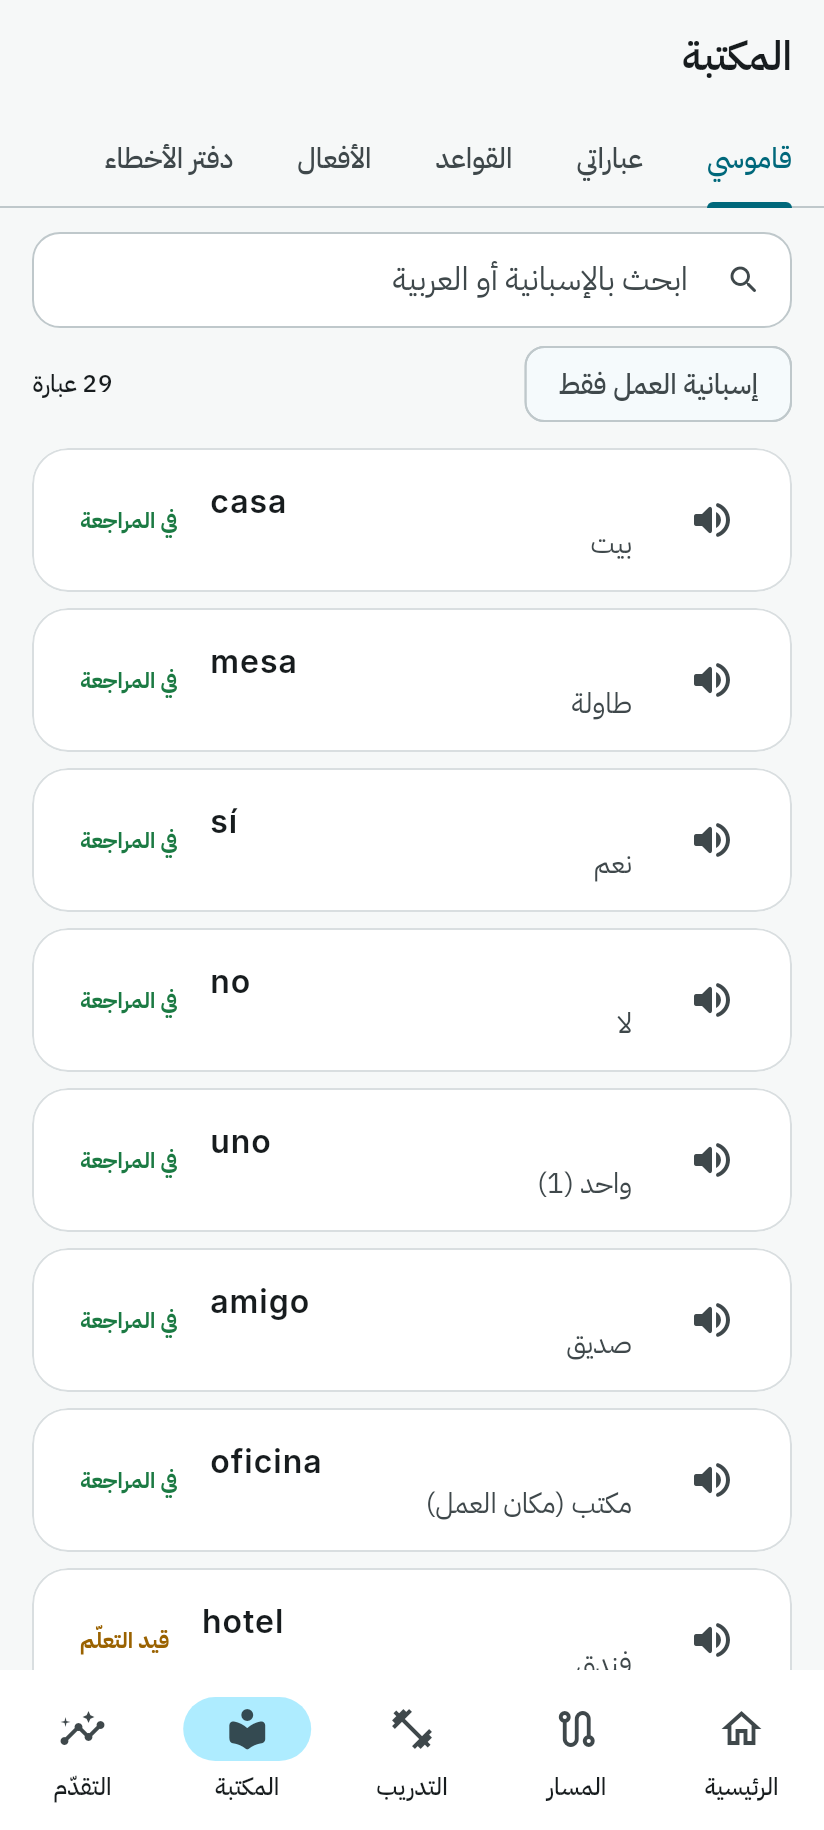 المكتبة
قاموسي
عباراتي
القواعد
الأفعال
دفتر الأخطاء
ابحث بالإسبانية أو العربية
إسبانية العمل فقط
29 عبارة
casa
بيت
في المراجعة
mesa
طاولة
في المراجعة
sí
نعم
في المراجعة
no
لا
في المراجعة
uno
واحد (1)
في المراجعة
amigo
صديق
في المراجعة
oficina
مكتب (مكان العمل)
في المراجعة
hotel
فندق
قيد التعلّم
الرئيسية
المسار
التدريب
المكتبة
التقدّم